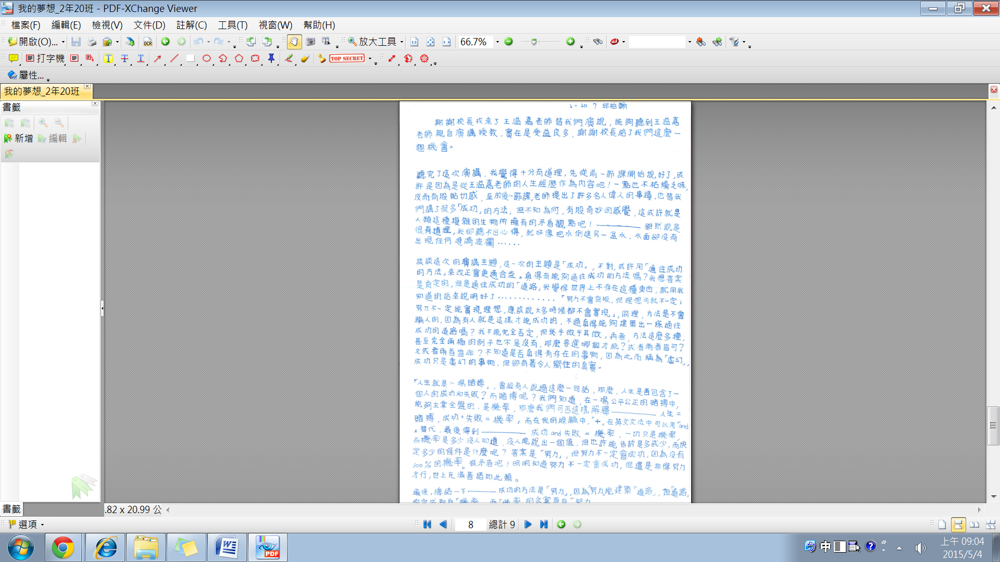 我的夢想_2年20班 - PDF-XChange Viewer
檔案(F) 編輯(E) 檢視(V) 文件(D) 註解(C) 工具(T) 視窗(W) 幫助(H)
開啟(O)... OCR 放大工具 1:1 66.7% Ask
打字機 TOP SECRET
屬性...
我的夢想_2年20班
書籤
新增 編輯
1-10 7 邱柏翰
謝謝校長找來了王溢嘉老師替我們演說,能夠聽到王溢嘉
老師親自演講授教,實在是受益良多,謝謝校長給了我們這麼一
個機會。
聽完了這次演講,我覺得十分有道理,先從前一節課開始說好了,或
許是因為是從王溢嘉老師的人生經歷作為內容吧!一點也不枯燥乏味,
反而有股貼切感,至於後一節課,老師提出了許多名人偉人的事蹟,也替我
們講了很多「成功」的方法,但不知為何,有股奇妙的感覺,這或許就是
人類這種複雜的生物所擁有的矛盾觀點吧!———— 雖然說是
很有道理,我卻聽不出心得,就好像把水倒進另一盆水,水面卻沒有
出現任何漣漪波瀾......
談談這次的演講主題,這一次的主題是「成功」,不對,或許用「通往成功
的方法」來改正會更適合些。真得有能夠通往成功的方法嗎?我想答案
是肯定的,但是通往成功的「道路」我覺得世界上不存在這種東西,就用我
知道的話來說明好了.............「努力不會背叛,但理想可就不一定;
努力不一定能實現理想,應該說大多時候都不會實現」,同理,方法是不會
騙人的,因為有人就是這樣才能成功的,不過真得能夠建築出一條通往
成功的道路嗎?我不能完全否定,但幾乎微乎其微,再者,方法這麼多種,
甚至完全兩極的例子也不是沒有,那麼要選哪個才能?或者兩者皆可?
又或者兩者皆非?不知道是否真得有存在的事物,因為此而稱為「虛幻」,
成功只是虛幻的事物,但卻有著令人嚮往的真實。
「人生就是一場賭搏」,曾經有人說過這麼一句話,那麼,人生是否包含了一
個人的成功和失敗?而賭搏呢?我們知道,在一場公平公正的賭搏中,
能夠主掌全盤的,是機率,那麼我們可否這樣解釋———— 人生=
賭搏,成功+失敗=機率,而在我的經驗中,「+」在英文文法中可以用「and
」替代,最後得到———— 成功and失敗=機率,一切只是機率,
而機率是多少沒人知道,沒人能說出一個值,但也許能告訴是多或少,而決
定多少的條件是什麼呢?答案是「努力」,但努力不一定會成功,因為沒有
100%的機率。很矛盾吧!明明知道努力不一定會成功,但還是非得努力
才行,世上充滿著諸如此類。
最後,總結一下———成功的方法是「努力」,因為「努力」能建築「道路」,但「道路」
的完成取自「機率」,而「機率」的多寡原自「努力
書籤 .82 x 20.99 公
選項 8 總計 9
中 上午 09:04
2015/5/4